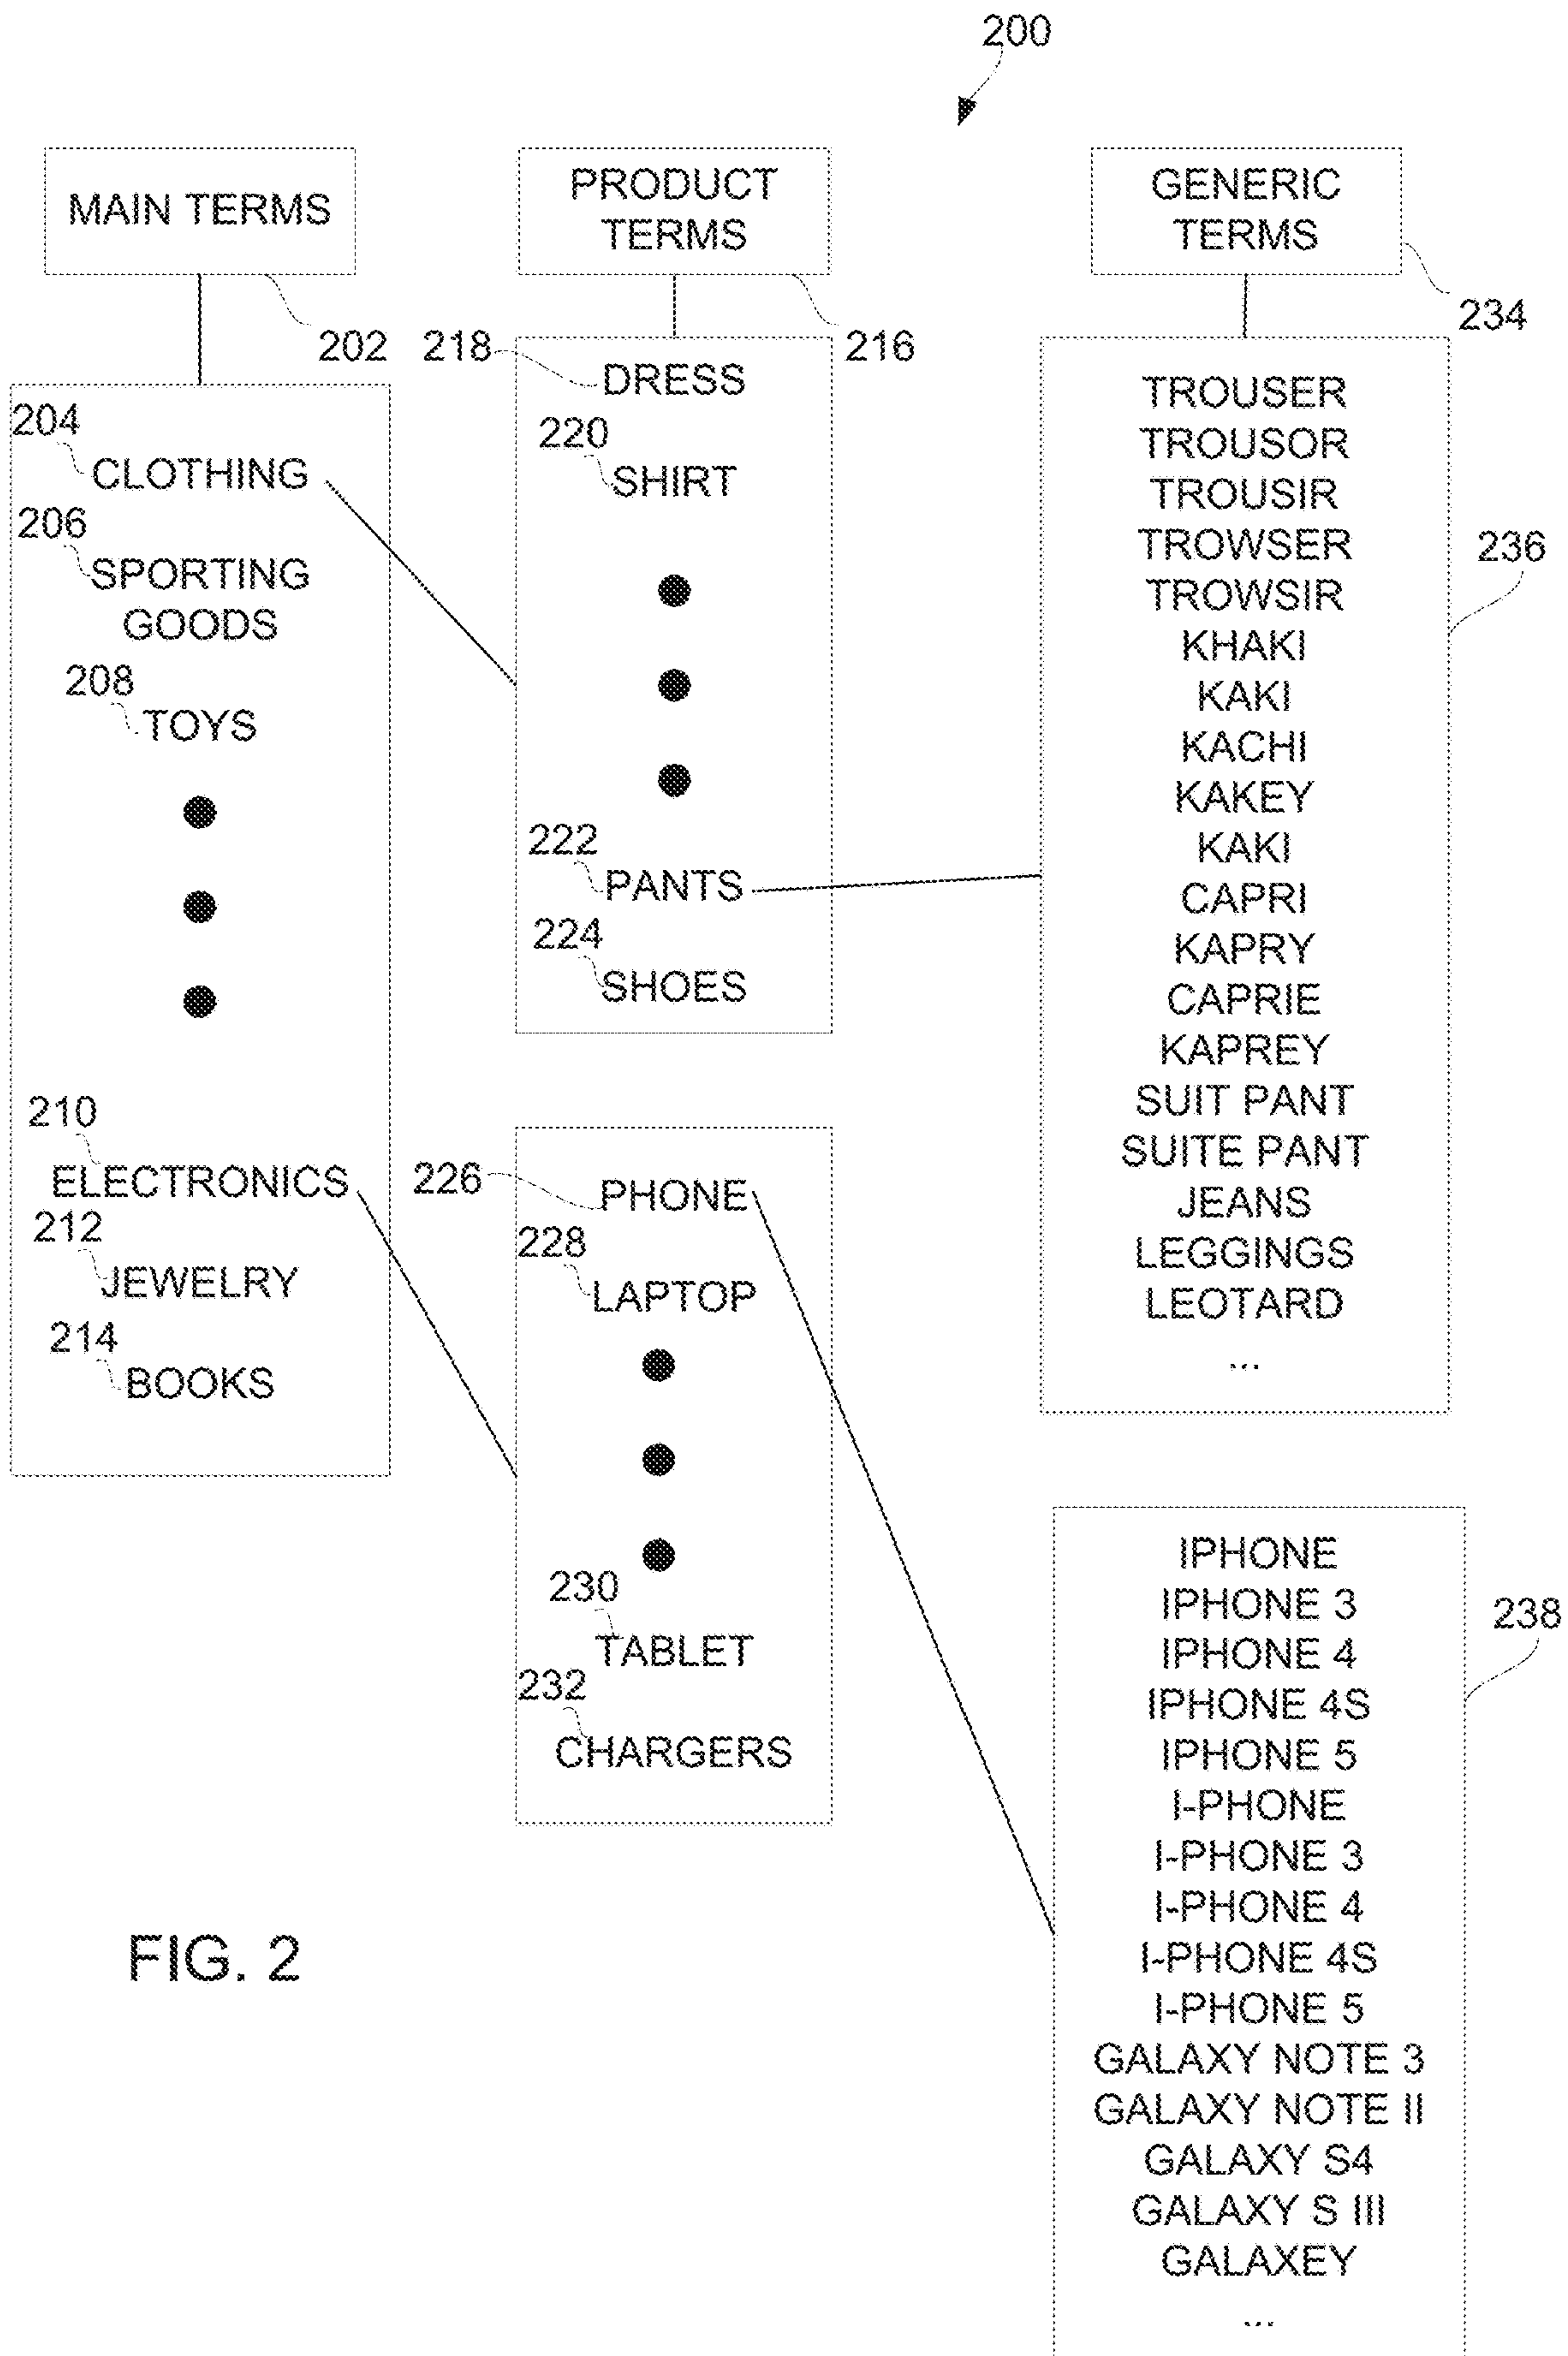 200
MAIN TERMS
202
204
CLOTHING
206
SPORTING
GOODS
208
TOYS
210
ELECTRONICS
212
JEWELRY
214
BOOKS
PRODUCT
TERMS
216
218
DRESS
220
SHIRT
222
PANTS
224
SHOES
226
PHONE
228
LAPTOP
230
TABLET
232
CHARGERS
GENERIC
TERMS
234
TROUSER
TROUSOR
TROUSIR
TROWSER
TROWSIR
KHAKI
KAKI
KACHI
KAKEY
KAKI
CAPRI
KAPRY
CAPRIE
KAPREY
SUIT PANT
SUITE PANT
JEANS
LEGGINGS
LEOTARD
...
236
IPHONE
IPHONE 3
IPHONE 4
IPHONE 4S
IPHONE 5
I-PHONE
I-PHONE 3
I-PHONE 4
I-PHONE 4S
I-PHONE 5
GALAXY NOTE 3
GALAXY NOTE II
GALAXY S4
GALAXY S III
GALAXEY
...
238
FIG. 2